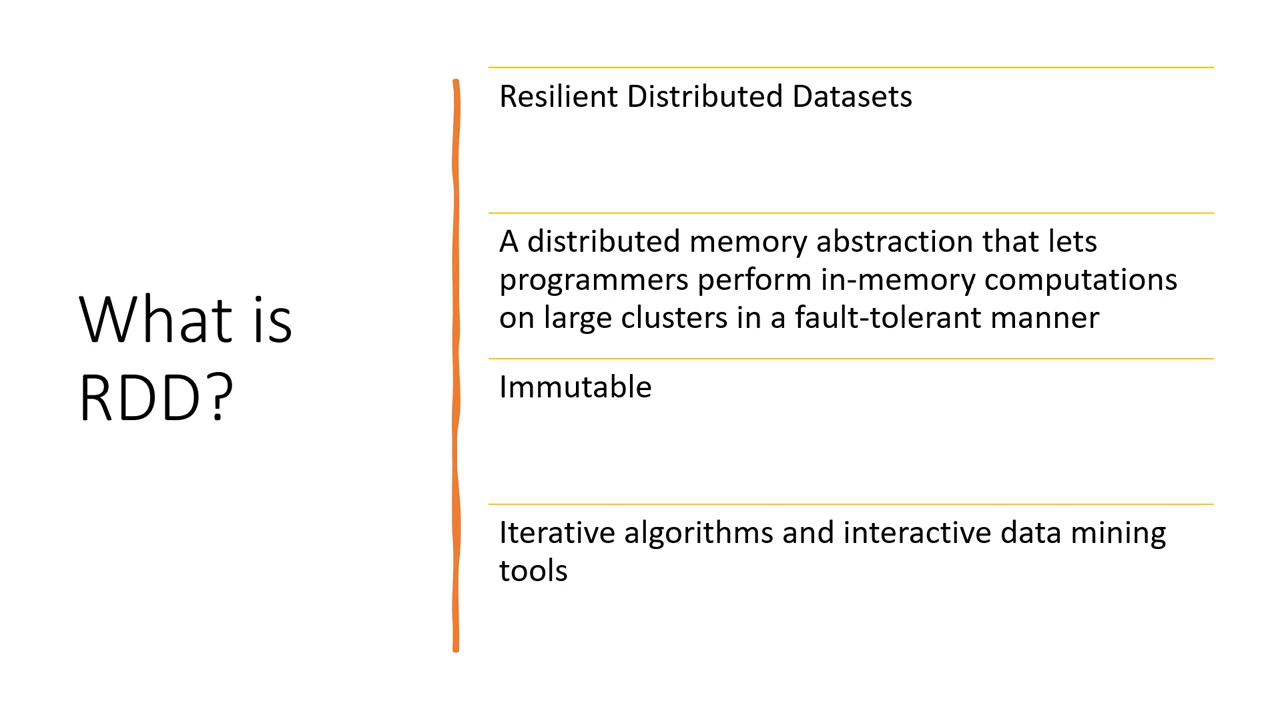 What is
RDD?
Resilient Distributed Datasets
A distributed memory abstraction that lets
programmers perform in-memory computations
on large clusters in a fault-tolerant manner
Immutable
Iterative algorithms and interactive data mining
tools